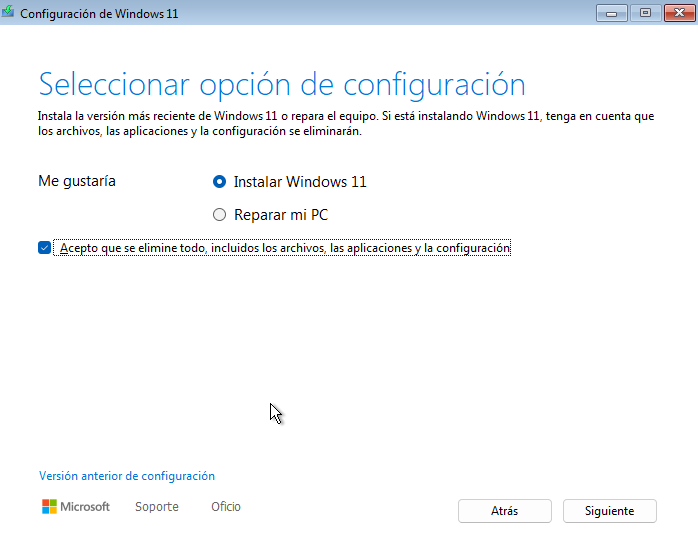 Configuración de Windows 11
Seleccionar opción de configuración
Instala la versión más reciente de Windows 11 o repara el equipo. Si está instalando Windows 11, tenga en cuenta que
los archivos, las aplicaciones y la configuración se eliminarán.
Me gustaría
Instalar Windows 11
Reparar mi PC
Acepto que se elimine todo, incluidos los archivos, las aplicaciones y la configuración
Versión anterior de configuración
Microsoft Soporte Oficio Atrás Siguiente